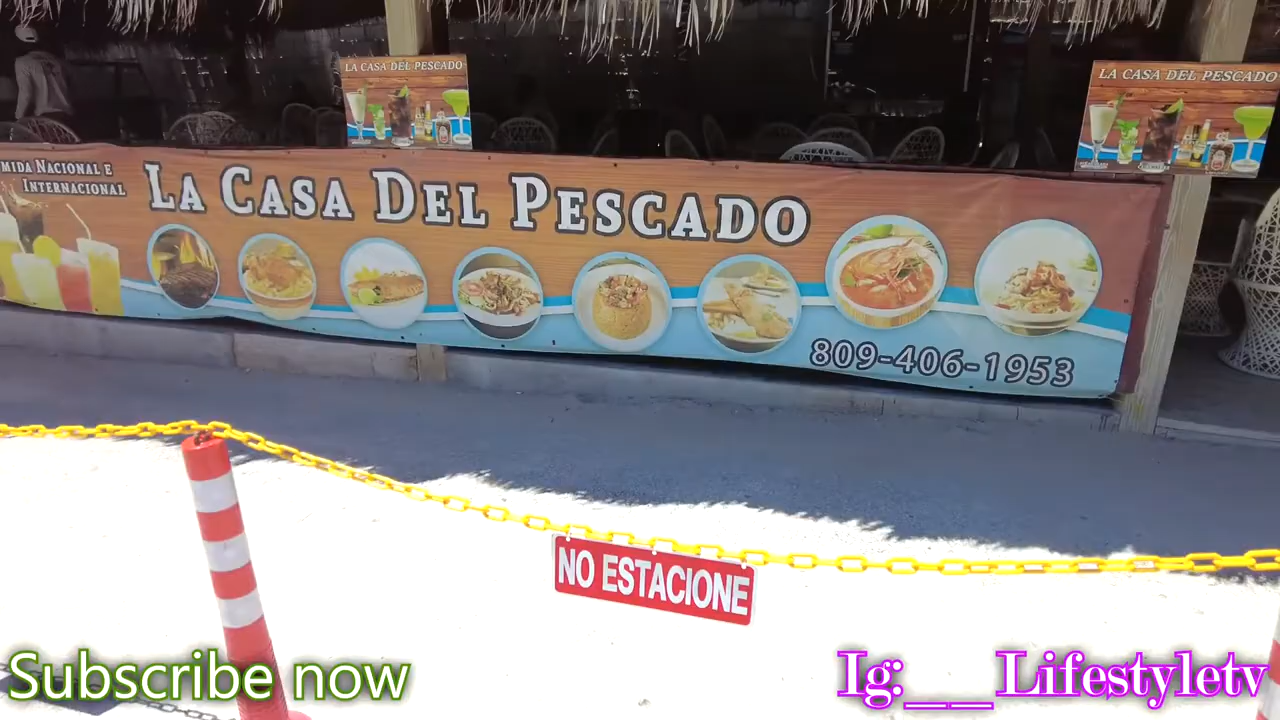 LA CASA DEL PESCADO
LA CASA DEL PESCADO
MIDA NACIONAL E
INTERNACIONAL
LA CASA DEL PESCADO
809-406-1953
NO ESTACIONE
Subscribe now
Ig:__Lifestyletv